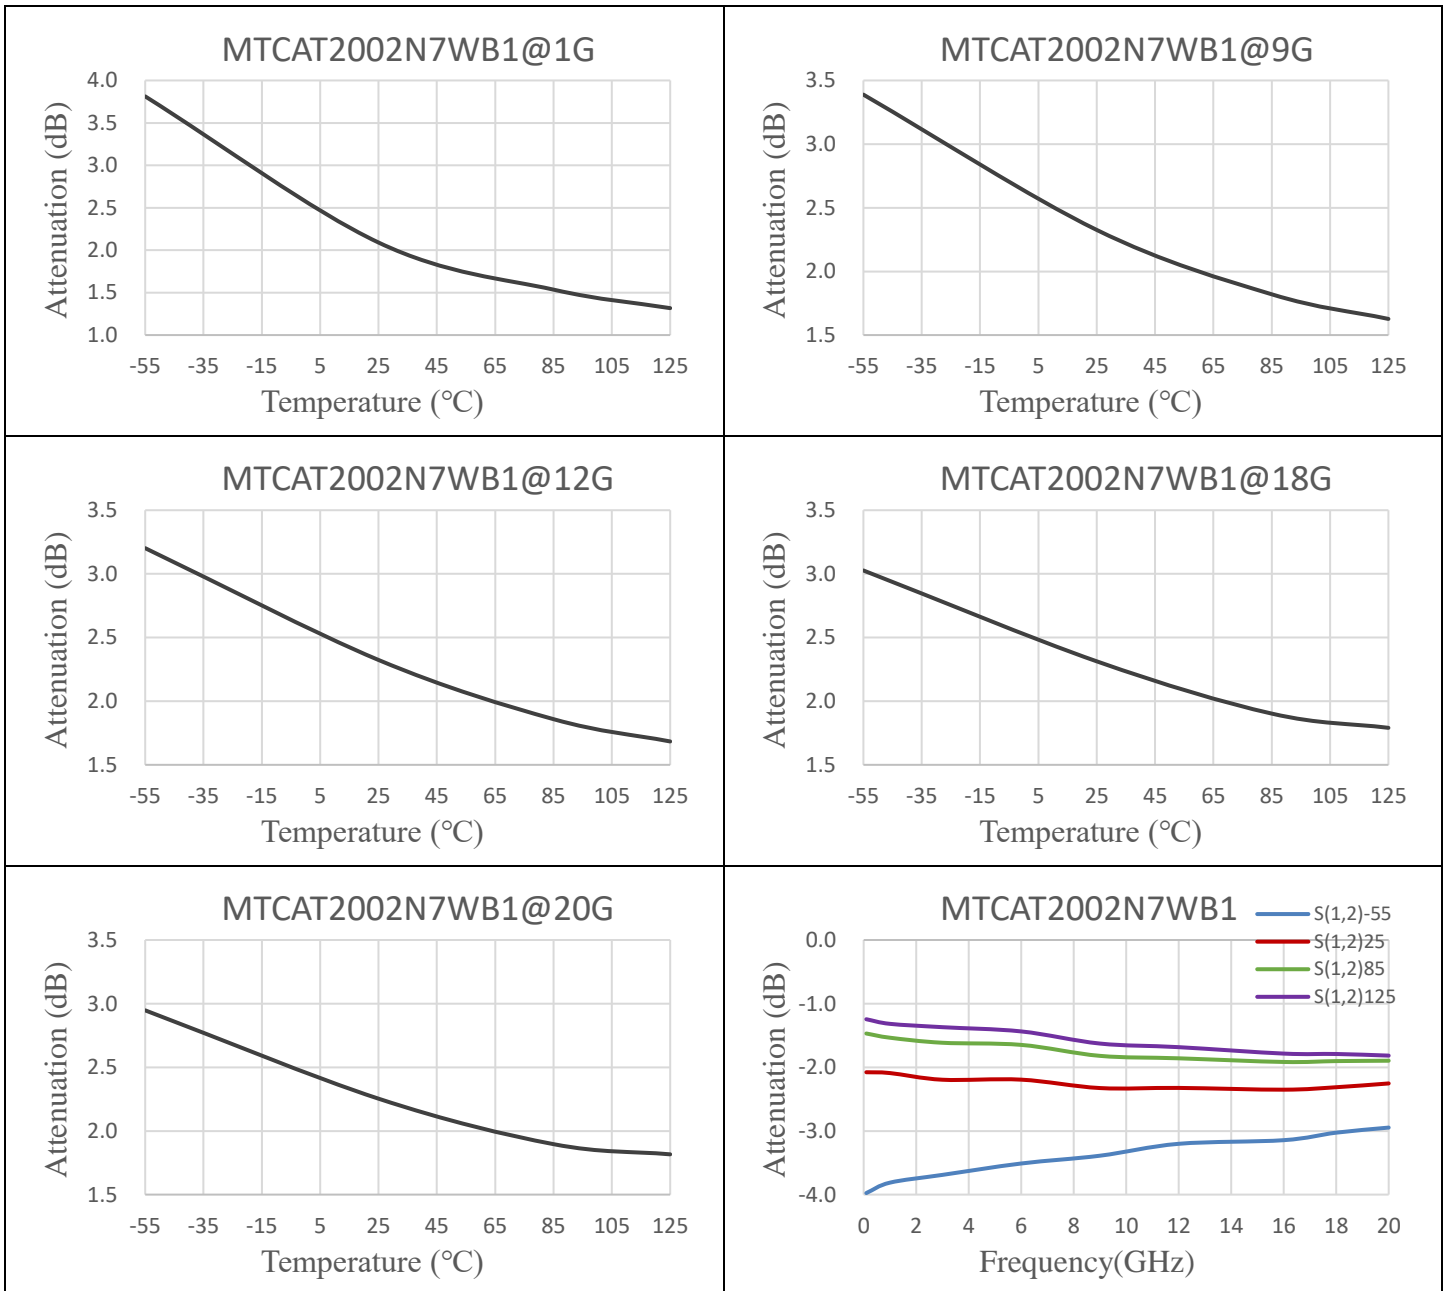 MTCAT2002N7WB1@1G
Attenuation (dB)
4.0
3.5
3.0
2.5
2.0
1.5
1.0
-55 -35 -15 5 25 45 65 85 105 125
Temperature (℃)
MTCAT2002N7WB1@9G
Attenuation (dB)
3.5
3.0
2.5
2.0
1.5
-55 -35 -15 5 25 45 65 85 105 125
Temperature (℃)
MTCAT2002N7WB1@12G
Attenuation (dB)
3.5
3.0
2.5
2.0
1.5
-55 -35 -15 5 25 45 65 85 105 125
Temperature (℃)
MTCAT2002N7WB1@18G
Attenuation (dB)
3.5
3.0
2.5
2.0
1.5
-55 -35 -15 5 25 45 65 85 105 125
Temperature (℃)
MTCAT2002N7WB1@20G
Attenuation (dB)
3.5
3.0
2.5
2.0
1.5
-55 -35 -15 5 25 45 65 85 105 125
Temperature (℃)
MTCAT2002N7WB1
S(1,2)-55
S(1,2)25
S(1,2)85
S(1,2)125
Attenuation (dB)
0.0
-1.0
-2.0
-3.0
-4.0
0 2 4 6 8 10 12 14 16 18 20
Frequency(GHz)